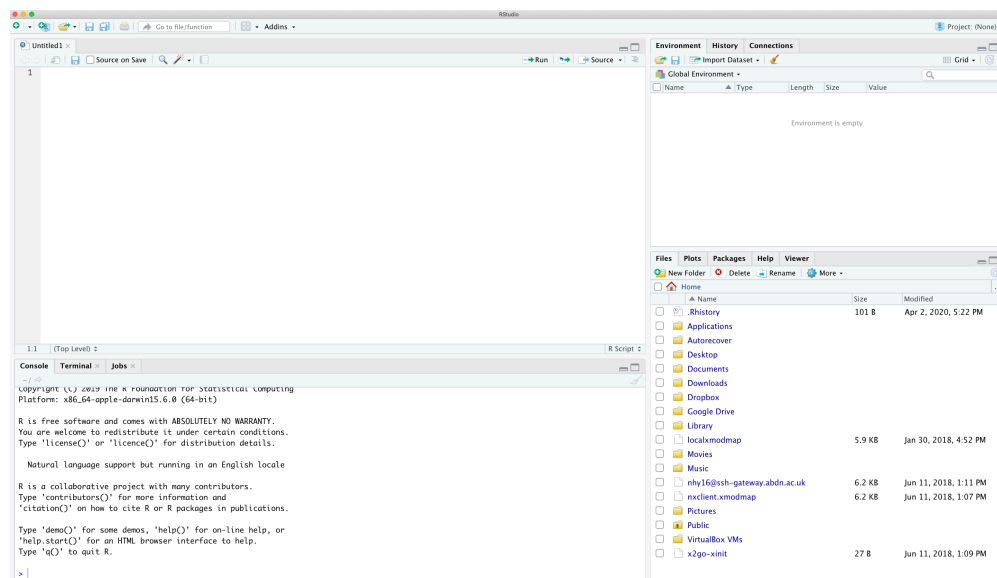 RStudio
Addins
Go to file/function
Project: (None)
Untitled1
Source on Save
Run
Source
1
1:1 (Top Level)
R Script
Console Terminal Jobs
~/
Copyright (C) 2019 The R Foundation for Statistical Computing
Platform: x86_64-apple-darwin15.6.0 (64-bit)
R is free software and comes with ABSOLUTELY NO WARRANTY.
You are welcome to redistribute it under certain conditions.
Type 'license()' or 'licence()' for distribution details.
Natural language support but running in an English locale
R is a collaborative project with many contributors.
Type 'contributors()' for more information and
'citation()' on how to cite R or R packages in publications.
Type 'demo()' for some demos, 'help()' for on-line help, or
'help.start()' for an HTML browser interface to help.
Type 'q()' to quit R.
>
Environment History Connections
Import Dataset
Grid
Global Environment
Name Type Length Size Value
Environment is empty
Files Plots Packages Help Viewer
New Folder Delete Rename More
Home
Name Size Modified
.Rhistory 101 B Apr 2, 2020, 5:22 PM
Applications
Autorecover
Desktop
Documents
Downloads
Dropbox
Google Drive
Library
localxmodmap 5.9 KB Jan 30, 2018, 4:52 PM
Movies
Music
nhy16@ssh-gateway.abdn.ac.uk 6.2 KB Jun 11, 2018, 1:11 PM
nxclient.xmodmap 6.2 KB Jun 11, 2018, 1:07 PM
Pictures
Public
VirtualBox VMs
x2go-xinit 27 B Jun 11, 2018, 1:09 PM